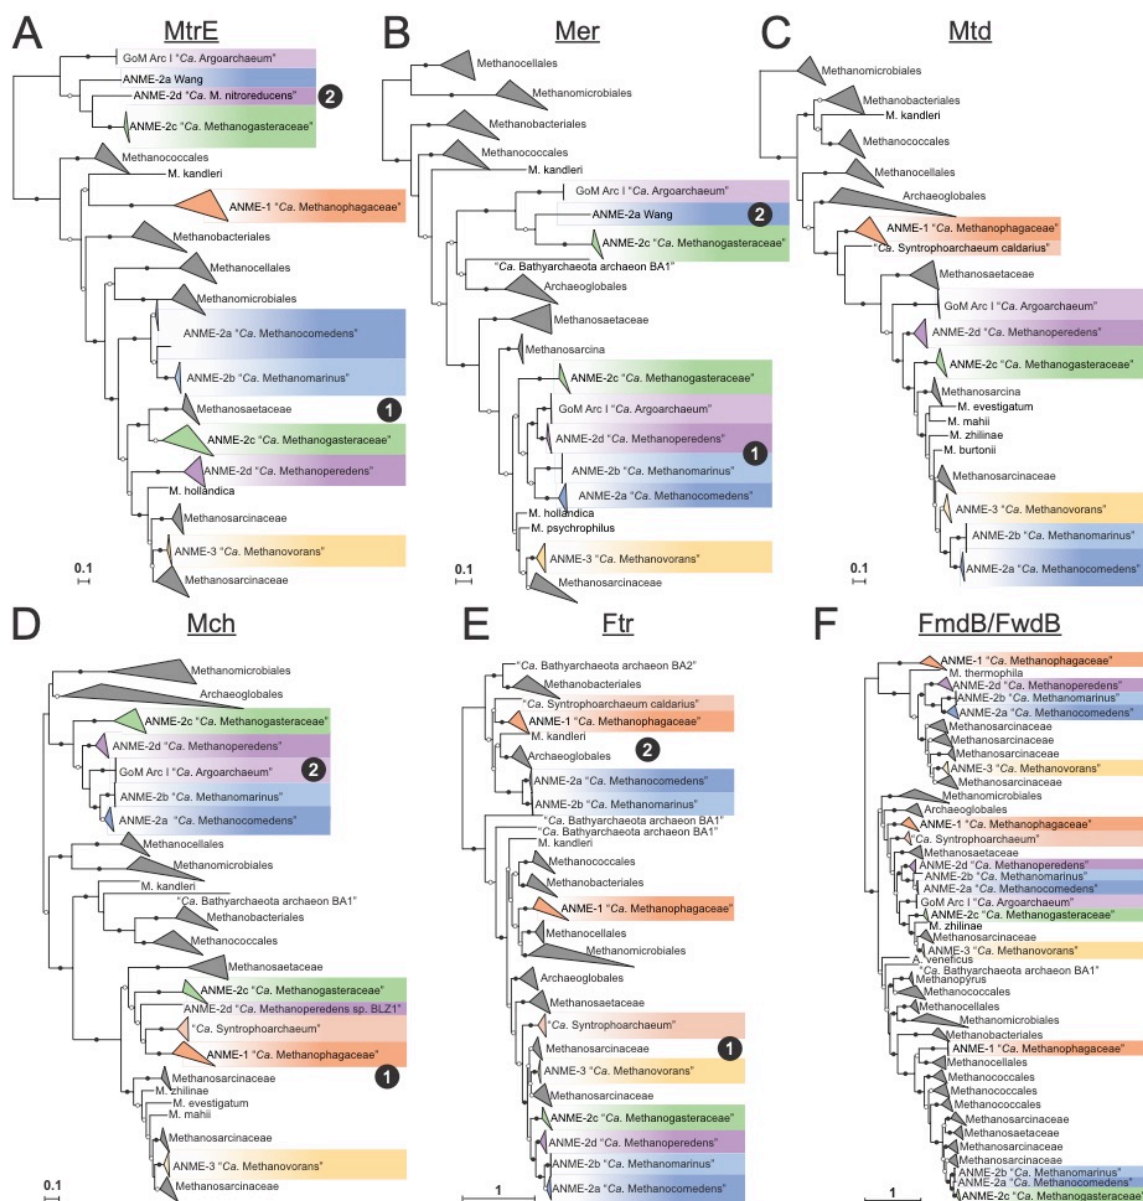 A
MtrE
GoM Arc I "Ca. Argoarchaeum"
ANME-2a Wang
ANME-2d "Ca. M. nitroreducens"
2
ANME-2c "Ca. Methanogasteraceae"
Methanococcales
M. kandleri
ANME-1 "Ca. Methanophagaceae"
Methanobacteriales
Methanocellales
Methanomicrobiales
ANME-2a "Ca. Methanocomedens"
ANME-2b "Ca. Methanomarinus"
Methanosaetaceae
1
ANME-2c "Ca. Methanogasteraceae"
ANME-2d "Ca. Methanoperedens"
M. hollandica
Methanosarcinaceae
ANME-3 "Ca. Methanovorans"
0.1
Methanosarcinaceae
B
Mer
Methanocellales
Methanomicrobiales
Methanobacteriales
Methanococcales
M. kandleri
GoM Arc I "Ca. Argoarchaeum"
ANME-2a Wang
2
ANME-2c "Ca. Methanogasteraceae"
"Ca. Bathyarchaeota archaeon BA1"
Archaeoglobales
Methanosaetaceae
Methanosarcina
ANME-2c "Ca. Methanogasteraceae"
GoM Arc I "Ca. Argoarchaeum"
ANME-2d "Ca. Methanoperedens"
1
ANME-2b "Ca. Methanomarinus"
ANME-2a "Ca. Methanocomedens"
M. hollandica
M. psychrophilus
ANME-3 "Ca. Methanovorans"
0.1
Methanosarcinaceae
C
Mtd
Methanomicrobiales
Methanobacteriales
M. kandleri
Methanococcales
Methanocellales
Archaeoglobales
ANME-1 "Ca. Methanophagaceae"
"Ca. Syntrophoarchaeum caldarius"
Methanosaetaceae
GoM Arc I "Ca. Argoarchaeum"
ANME-2d "Ca. Methanoperedens"
ANME-2c "Ca. Methanogasteraceae"
Methanosarcina
M. evestigatum
M. mahii
M. zhilinae
M. burtonii
Methanosarcinaceae
ANME-3 "Ca. Methanovorans"
ANME-2b "Ca. Methanomarinus"
ANME-2a "Ca. Methanocomedens"
0.1
D
Mch
Methanomicrobiales
Archaeoglobales
ANME-2c "Ca. Methanogasteraceae"
ANME-2d "Ca. Methanoperedens"
GoM Arc I "Ca. Argoarchaeum"
2
ANME-2b "Ca. Methanomarinus"
ANME-2a "Ca. Methanocomedens"
Methanocellales
Methanomicrobiales
M. kandleri
"Ca. Bathyarchaeota archaeon BA1"
Methanobacteriales
Methanococcales
Methanosaetaceae
ANME-2c "Ca. Methanogasteraceae"
ANME-2d "Ca. Methanoperedens sp. BLZ1"
"Ca. Syntrophoarchaeum"
ANME-1 "Ca. Methanophagaceae"
1
Methanosarcinaceae
M. zhilinae
M. evestigatum
M. mahii
Methanosarcinaceae
ANME-3 "Ca. Methanovorans"
Methanosarcinaceae
0.1
E
Ftr
"Ca. Bathyarchaeota archaeon BA2"
Methanobacteriales
"Ca. Syntrophoarchaeum caldarius"
ANME-1 "Ca. Methanophagaceae"
M. kandleri
2
Archaeoglobales
ANME-2a "Ca. Methanocomedens"
ANME-2b "Ca. Methanomarinus"
"Ca. Bathyarchaeota archaeon BA1"
"Ca. Bathyarchaeota archaeon BA1"
M. kandleri
Methanococcales
Methanobacteriales
ANME-1 "Ca. Methanophagaceae"
Methanocellales
Methanomicrobiales
Archaeoglobales
Methanosaetaceae
"Ca. Syntrophoarchaeum"
Methanosarcinaceae
1
ANME-3 "Ca. Methanovorans"
Methanosarcinaceae
ANME-2c "Ca. Methanogasteraceae"
ANME-2d "Ca. Methanoperedens"
ANME-2b "Ca. Methanomarinus"
ANME-2a "Ca. Methanocomedens"
1
F
FmdB/FwdB
ANME-1 "Ca. Methanophagaceae"
M. thermophila
ANME-2d "Ca. Methanoperedens"
ANME-2b "Ca. Methanomarinus"
ANME-2a "Ca. Methanocomedens"
Methanosarcinaceae
Methanosarcinaceae
Methanosarcinaceae
ANME-3 "Ca. Methanovorans"
Methanosarcinaceae
Methanomicrobiales
Archaeoglobales
ANME-1 "Ca. Methanophagaceae"
"Ca. Syntrophoarchaeum"
Methanosaetaceae
ANME-2d "Ca. Methanoperedens"
ANME-2b "Ca. Methanomarinus"
ANME-2a "Ca. Methanocomedens"
GoM Arc I "Ca. Argoarchaeum"
ANME-2c "Ca. Methanogasteraceae"
M. zhilinae
Methanosarcinaceae
ANME-3 "Ca. Methanovorans"
A. veneficus
"Ca. Bathyarchaeota archaeon BA1"
Methanopyrus
Methanococcales
Methanocellales
Methanomicrobiales
Methanobacteriales
ANME-1 "Ca. Methanophagaceae"
Methanocellales
Methanococcales
Methanococcales
Methanococcales
Methanosarcinaceae
Methanosaetaceae
Methanosarcinaceae
Methanosarcinaceae
ANME-2b "Ca. Methanomarinus"
ANME-2a "Ca. Methanocomedens"
ANME-2c "Ca. Methanogasteraceae"
1